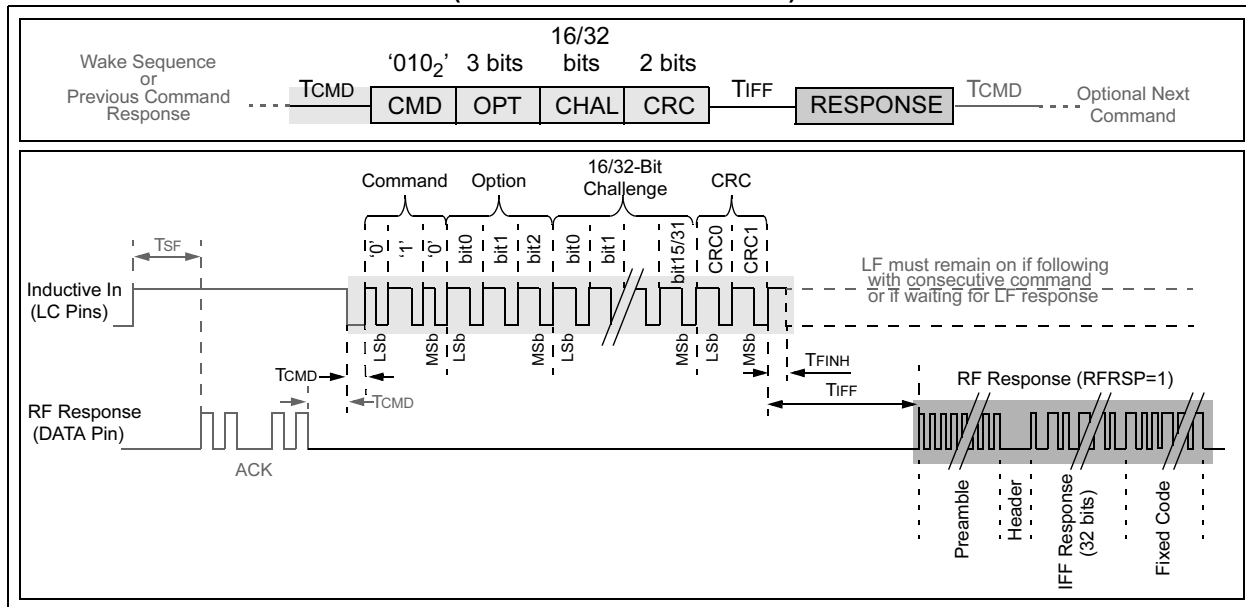 Wake Sequence
or
Previous Command
Response
TCMD
'010₂'
3 bits
16/32
bits
2 bits
CMD
OPT
CHAL
CRC
TIFF
RESPONSE
TCMD
Optional Next
Command
16/32-Bit
Challenge
Command
Option
CRC
TSF
'0'
'1'
'0'
bit0
bit1
bit2
bit0
bit1
bit15/31
CRC0
CRC1
Inductive In
(LC Pins)
LF must remain on if following
with consecutive command
or if waiting for LF response
LSb
MSb
LSb
MSb
LSb
MSb
LSb
MSb
TCMD
TFINH
TCMD
TIFF
RF Response (RFRSP=1)
RF Response
(DATA Pin)
ACK
Preamble
Header
IFF Response
(32 bits)
Fixed Code